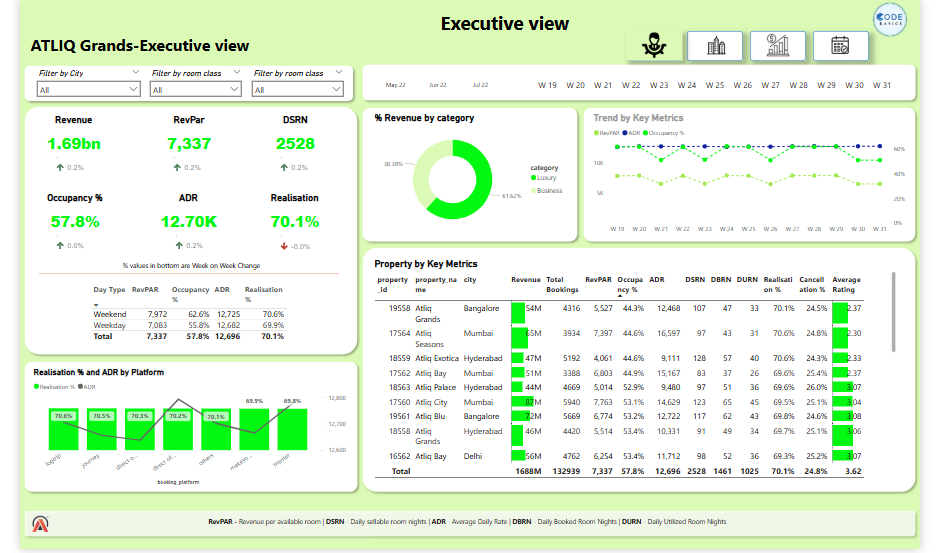 Executive view
CODE
BASICS
ATLIQ Grands-Executive view
Filter by City
Filter by room class
Filter by room class
All
All
All
May 22 Jun 22 Jul 22
W 19 W 20 W 21 W 22 W 23 W 24 W 25 W 26 W 27 W 28 W 29 W 30 W 31
Revenue RevPar DSRN
1.69bn 7,337 2528
0.2% 0.2% 0.2%
Occupancy % ADR Realisation
57.8% 12.70K 70.1%
0.0% 0.2% -0.0%
% values in bottom are Week on Week Change
Day Type RevPAR Occupancy % ADR Realisation %
Weekend 7,972 62.6% 12,725 70.6%
Weekday 7,083 55.8% 12,682 69.9%
Total 7,337 57.8% 12,696 70.1%
% Revenue by category
38.38%
61.62%
category
Luxury
Business
Trend by Key Metrics
RevPAR ADR Occupancy %
10K
5K
60%
40%
20%
0%
W 19 W 20 W 21 W 22 W 23 W 24 W 25 W 26 W 27 W 28 W 29 W 30 W 31
Realisation % and ADR by Platform
Realisation % ADR
70.6% 70.5% 70.3% 70.2% 70.1% 69.9% 69.8%
12,800
12,700
12,600
logtrip journey direct o... direct of... others makeyo... tripster
booking_platform
Property by Key Metrics
property_id property_name city Revenue Total Bookings RevPAR Occupancy % ADR DSRN DBRN DURN Realisation % Cancellation % Average Rating
19558 Atliq Grands Bangalore 54M 4316 5,527 44.3% 12,468 107 47 33 70.1% 24.5% 2.37
17564 Atliq Seasons Mumbai 65M 3934 7,397 44.6% 16,597 97 43 31 70.6% 24.8% 2.30
18559 Atliq Exotica Hyderabad 47M 5192 4,061 44.6% 9,111 128 57 40 70.6% 24.3% 2.33
17562 Atliq Bay Mumbai 51M 3388 6,803 44.9% 15,167 83 37 26 69.6% 25.4% 2.37
18563 Atliq Palace Hyderabad 44M 4669 5,014 52.9% 9,480 97 51 36 69.6% 26.0% 3.07
17560 Atliq City Mumbai 87M 5940 7,763 53.1% 14,629 123 65 45 69.5% 25.1% 3.04
19561 Atliq Blu Bangalore 72M 5669 6,774 53.2% 12,722 117 62 43 69.8% 24.6% 3.08
18558 Atliq Grands Hyderabad 46M 4420 5,514 53.4% 10,331 91 49 34 69.7% 25.1% 3.06
16562 Atliq Bay Delhi 56M 4762 6,254 53.4% 11,712 98 52 36 69.3% 25.2% 3.07
Total 1688M 132939 7,337 57.8% 12,696 2528 1461 1025 70.1% 24.8% 3.62
RevPAR - Revenue per available room | DSRN - Daily sellable room nights | ADR - Average Daily Rate | DBRN - Daily Booked Room Nights | DURN - Daily Utilized Room Nights